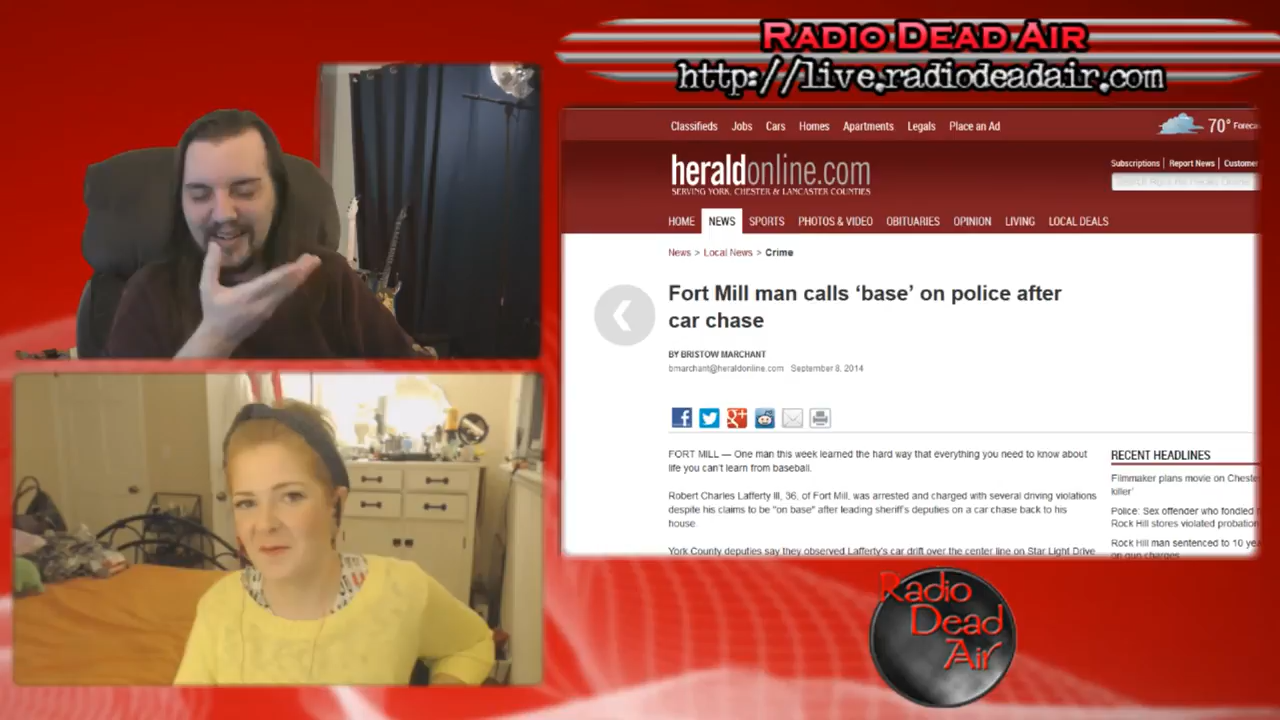 RADIO DEAD AIR
http://live.radiodeadair.com
Classifieds Jobs Cars Homes Apartments Legals Place an Ad
70°
heraldonline.com
SERVING YORK, CHESTER & LANCASTER COUNTIES
Subscriptions Report News Customer
HOME NEWS SPORTS PHOTOS & VIDEO OBITUARIES OPINION LIVING LOCAL DEALS
News > Local News > Crime
Fort Mill man calls ‘base’ on police after
car chase
BY BRISTOW MARCHANT
bmarchant@heraldonline.com September 8, 2014
FORT MILL — One man this week learned the hard way that everything you need to know about
life you can't learn from baseball.
Robert Charles Lafferty III, 36, of Fort Mill, was arrested and charged with several driving violations
despite his claims to be "on base" after leading sheriff's deputies on a car chase back to his
house.
York County deputies say they observed Lafferty's car drift over the center line on Star Light Drive
RECENT HEADLINES
Filmmaker plans movie on Cheste
killer'
Police: Sex offender who fondled
Rock Hill stores violated probation
Rock Hill man sentenced to 10 yea
on gun charges
Radio
Dead
Air